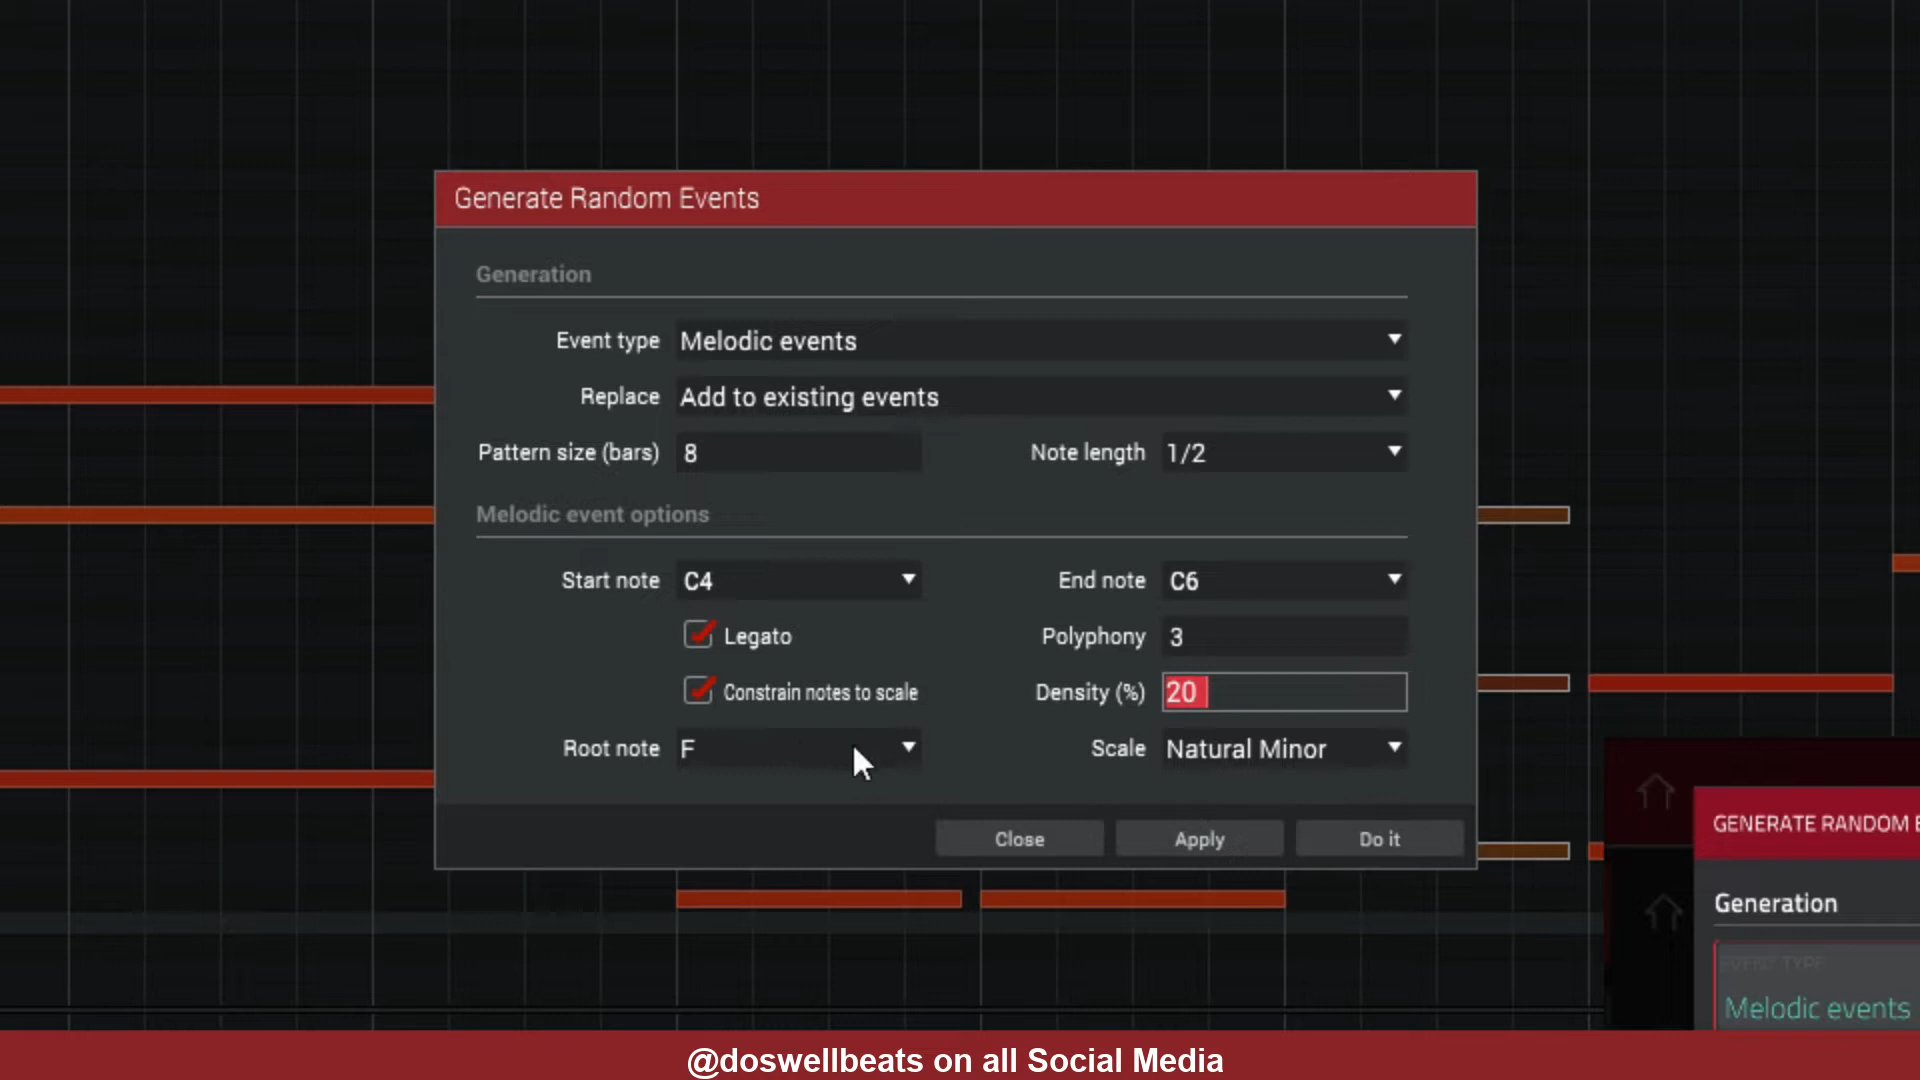 Generate Random Events
Generation
Event type Melodic events
Replace Add to existing events
Pattern size (bars) 8 Note length 1/2
Melodic event options
Start note C4 End note C6
Legato Polyphony 3
Constrain notes to scale Density (%) 20
Root note F Scale Natural Minor
Close Apply Do it
GENERATE RANDOM
Generation
EVENT TYPE
Melodic events
@doswellbeats on all Social Media